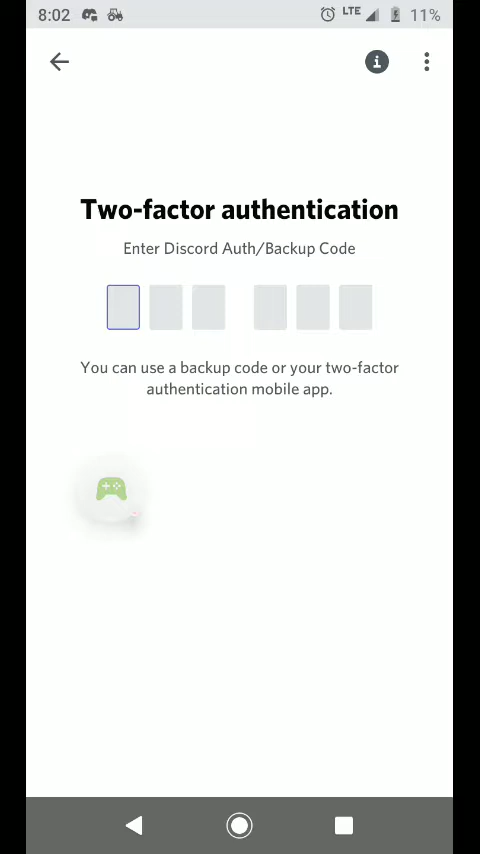 8:02 LTE 11%
Two-factor authentication
Enter Discord Auth/Backup Code
You can use a backup code or your two-factor
authentication mobile app.